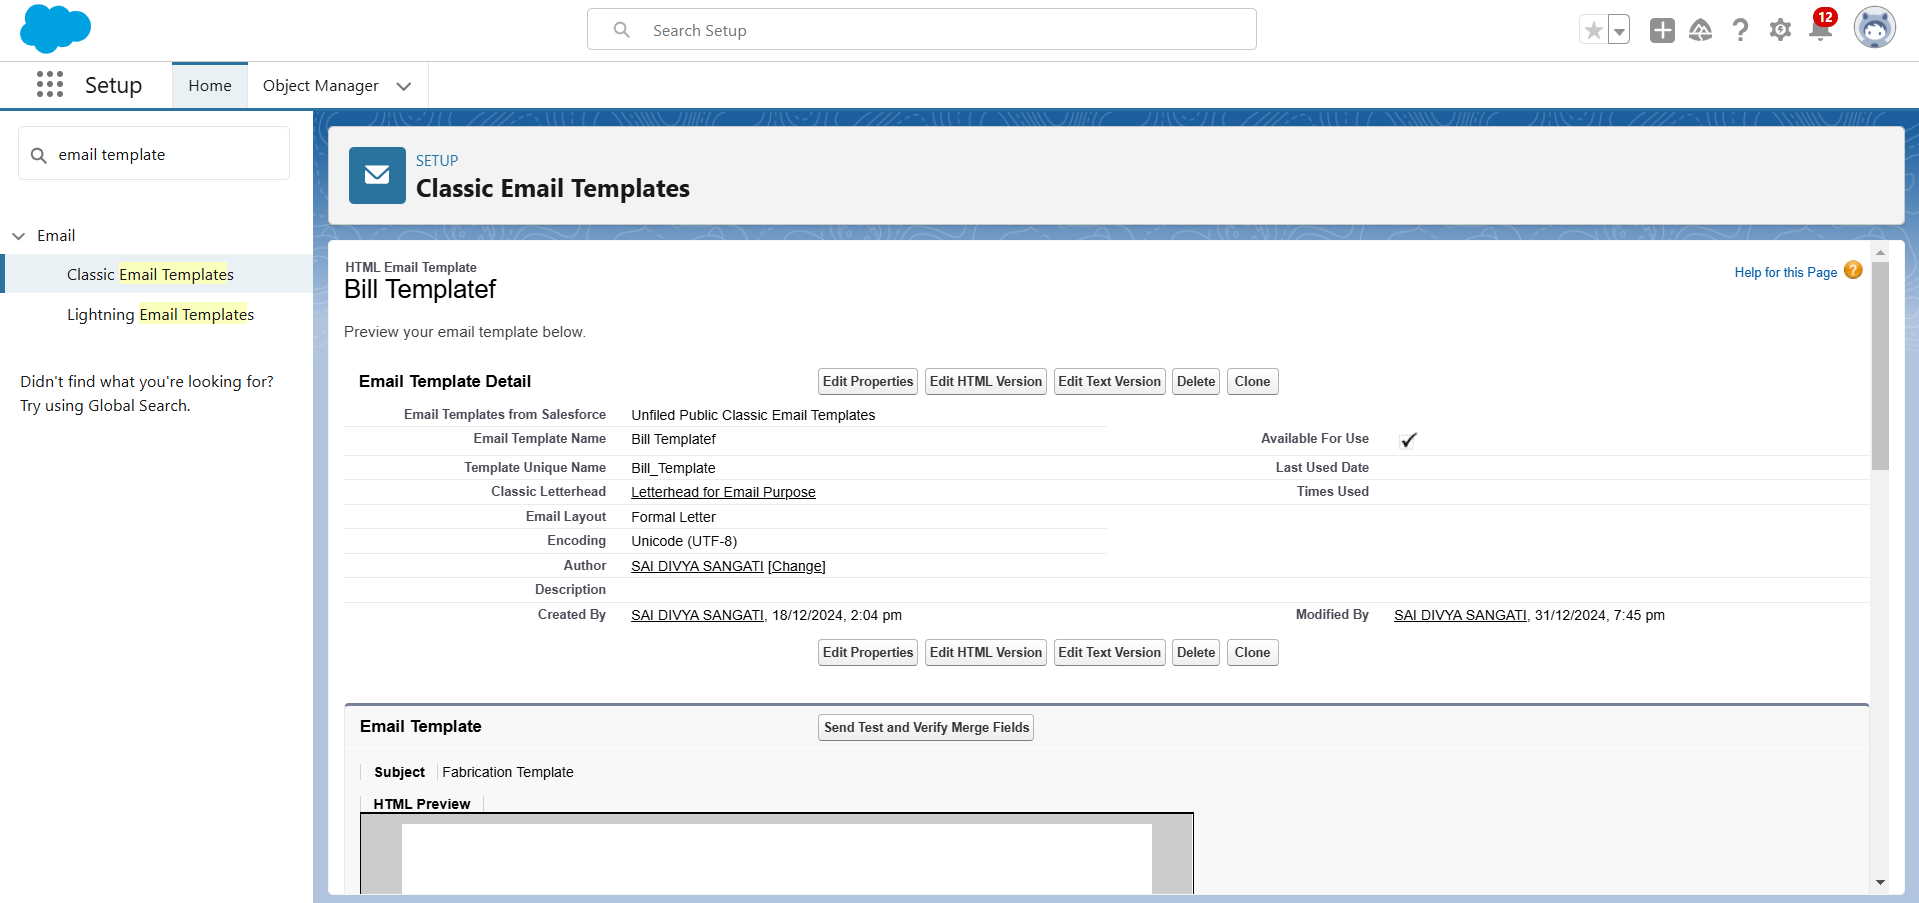 Search Setup
12
Setup
Home
Object Manager
email template
Email
Classic Email Templates
Lightning Email Templates
Didn't find what you're looking for?
Try using Global Search.
SETUP
Classic Email Templates
HTML Email Template
Bill Templatef
Help for this Page ?
Preview your email template below.
Email Template Detail
Edit Properties Edit HTML Version Edit Text Version Delete Clone
Email Templates from Salesforce Unfiled Public Classic Email Templates
Email Template Name Bill Templatef Available For Use
Template Unique Name Bill_Template Last Used Date
Classic Letterhead Letterhead for Email Purpose Times Used
Email Layout Formal Letter
Encoding Unicode (UTF-8)
Author SAI DIVYA SANGATI [Change]
Description
Created By SAI DIVYA SANGATI, 18/12/2024, 2:04 pm Modified By SAI DIVYA SANGATI, 31/12/2024, 7:45 pm
Edit Properties Edit HTML Version Edit Text Version Delete Clone
Email Template Send Test and Verify Merge Fields
Subject Fabrication Template
HTML Preview